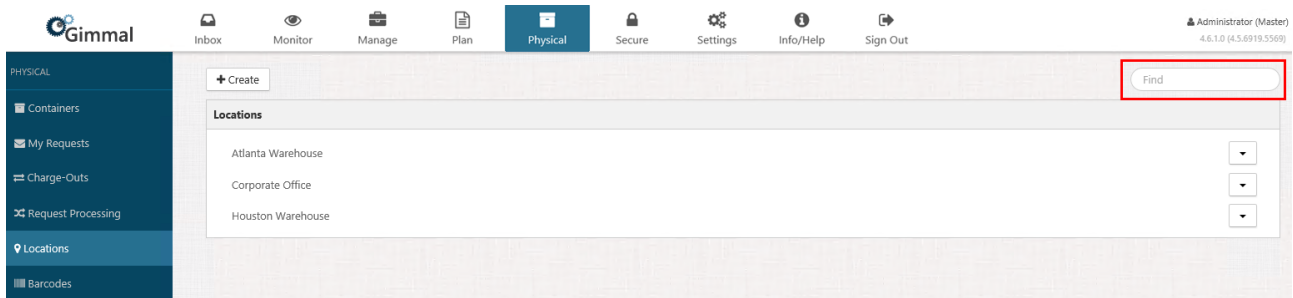 Gimmal
Inbox
Monitor
Manage
Plan
Physical
Secure
Settings
Info/Help
Sign Out
Administrator (Master)
4.6.1.0 (4.5.6919.5569)
PHYSICAL
Containers
My Requests
Charge-Outs
Request Processing
Locations
Barcodes
+ Create
Find
Locations
Atlanta Warehouse
Corporate Office
Houston Warehouse